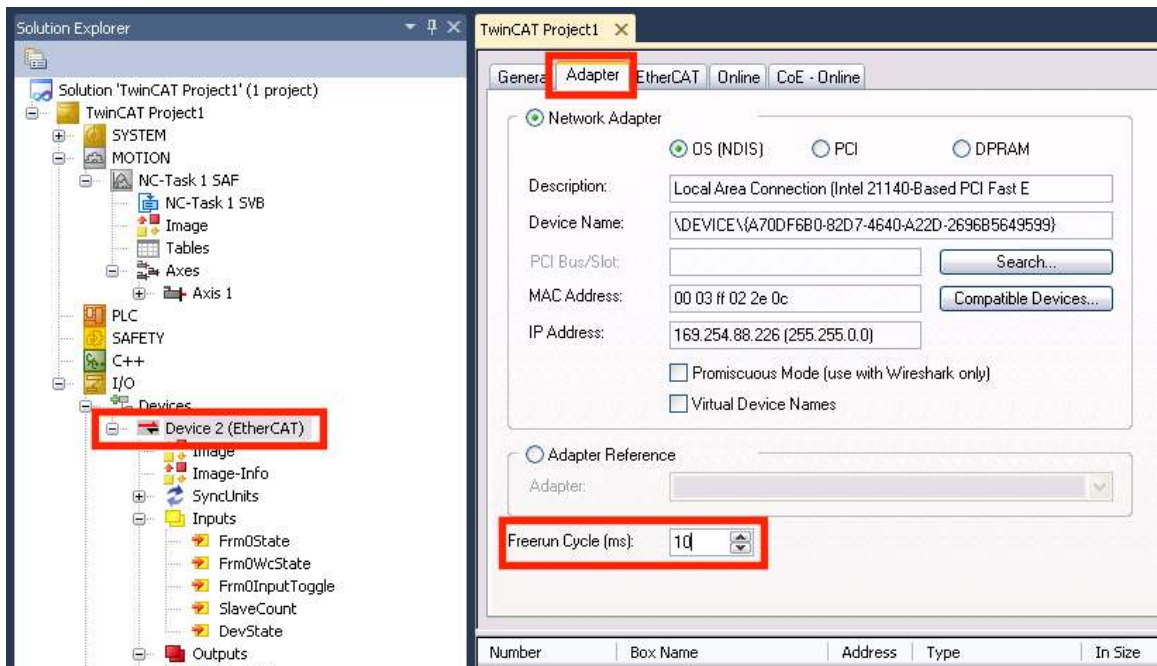 Solution Explorer
Solution 'TwinCAT Project1' (1 project)
TwinCAT Project1
SYSTEM
MOTION
NC-Task 1 SAF
NC-Task 1 SVB
Image
Tables
Axes
Axis 1
PLC
SAFETY
C++
I/O
Devices
Device 2 (EtherCAT)
Image
Image-Info
SyncUnits
Inputs
Frm0State
Frm0WcState
Frm0InputToggle
SlaveCount
DevState
Outputs
TwinCAT Project1
General Adapter EtherCAT Online CoE - Online
Network Adapter
OS (NDIS) PCI DPRAM
Description: Local Area Connection (Intel 21140-Based PCI Fast E
Device Name: \DEVICE\{A70DF6B0-82D7-4640-A22D-2696B5649599}
PCI Bus/Slot: Search...
MAC Address: 00 03 ff 02 2e 0c Compatible Devices...
IP Address: 169.254.88.226 (255.255.0.0)
Promiscuous Mode (use with Wireshark only)
Virtual Device Names
Adapter Reference
Adapter:
Freerun Cycle (ms): 10
Number Box Name Address Type In Size